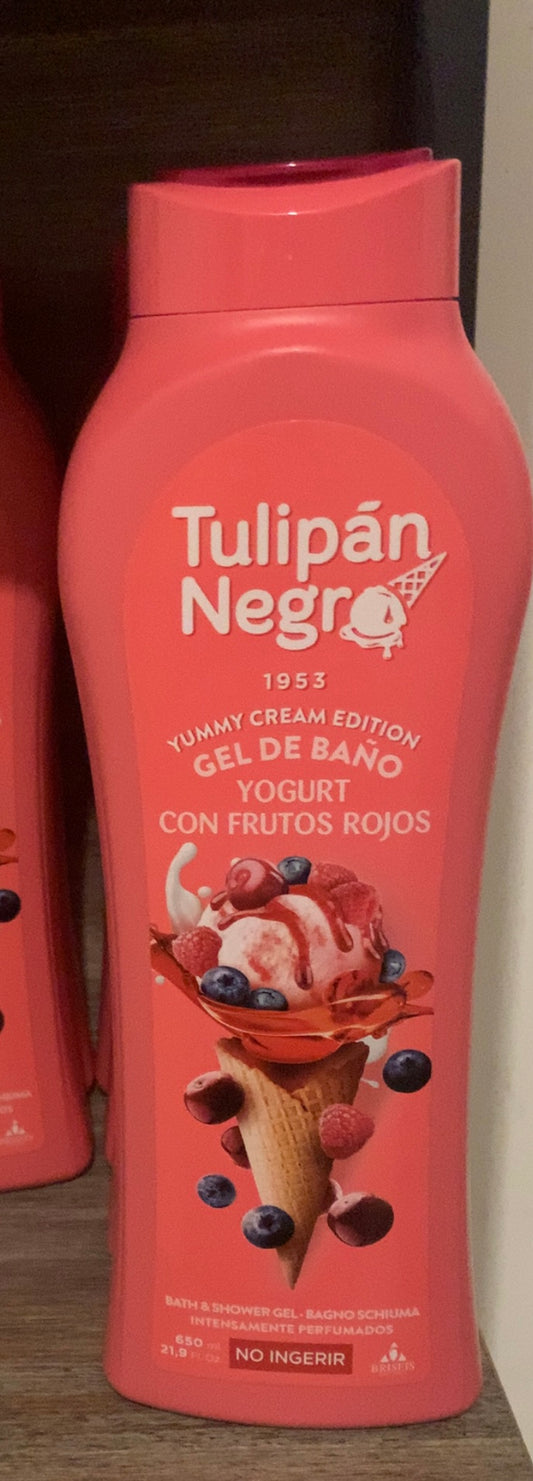 Tulipán
Negro
1953
YUMMY CREAM EDITION
GEL DE BAÑO
YOGURT
CON FRUTOS ROJOS
BATH & SHOWER GEL - BAGNO SCHIUMA
INTENSAMENTE PERFUMADOS
650 ml
21,9 Fl. Oz.
NO INGERIR
BRISEIS